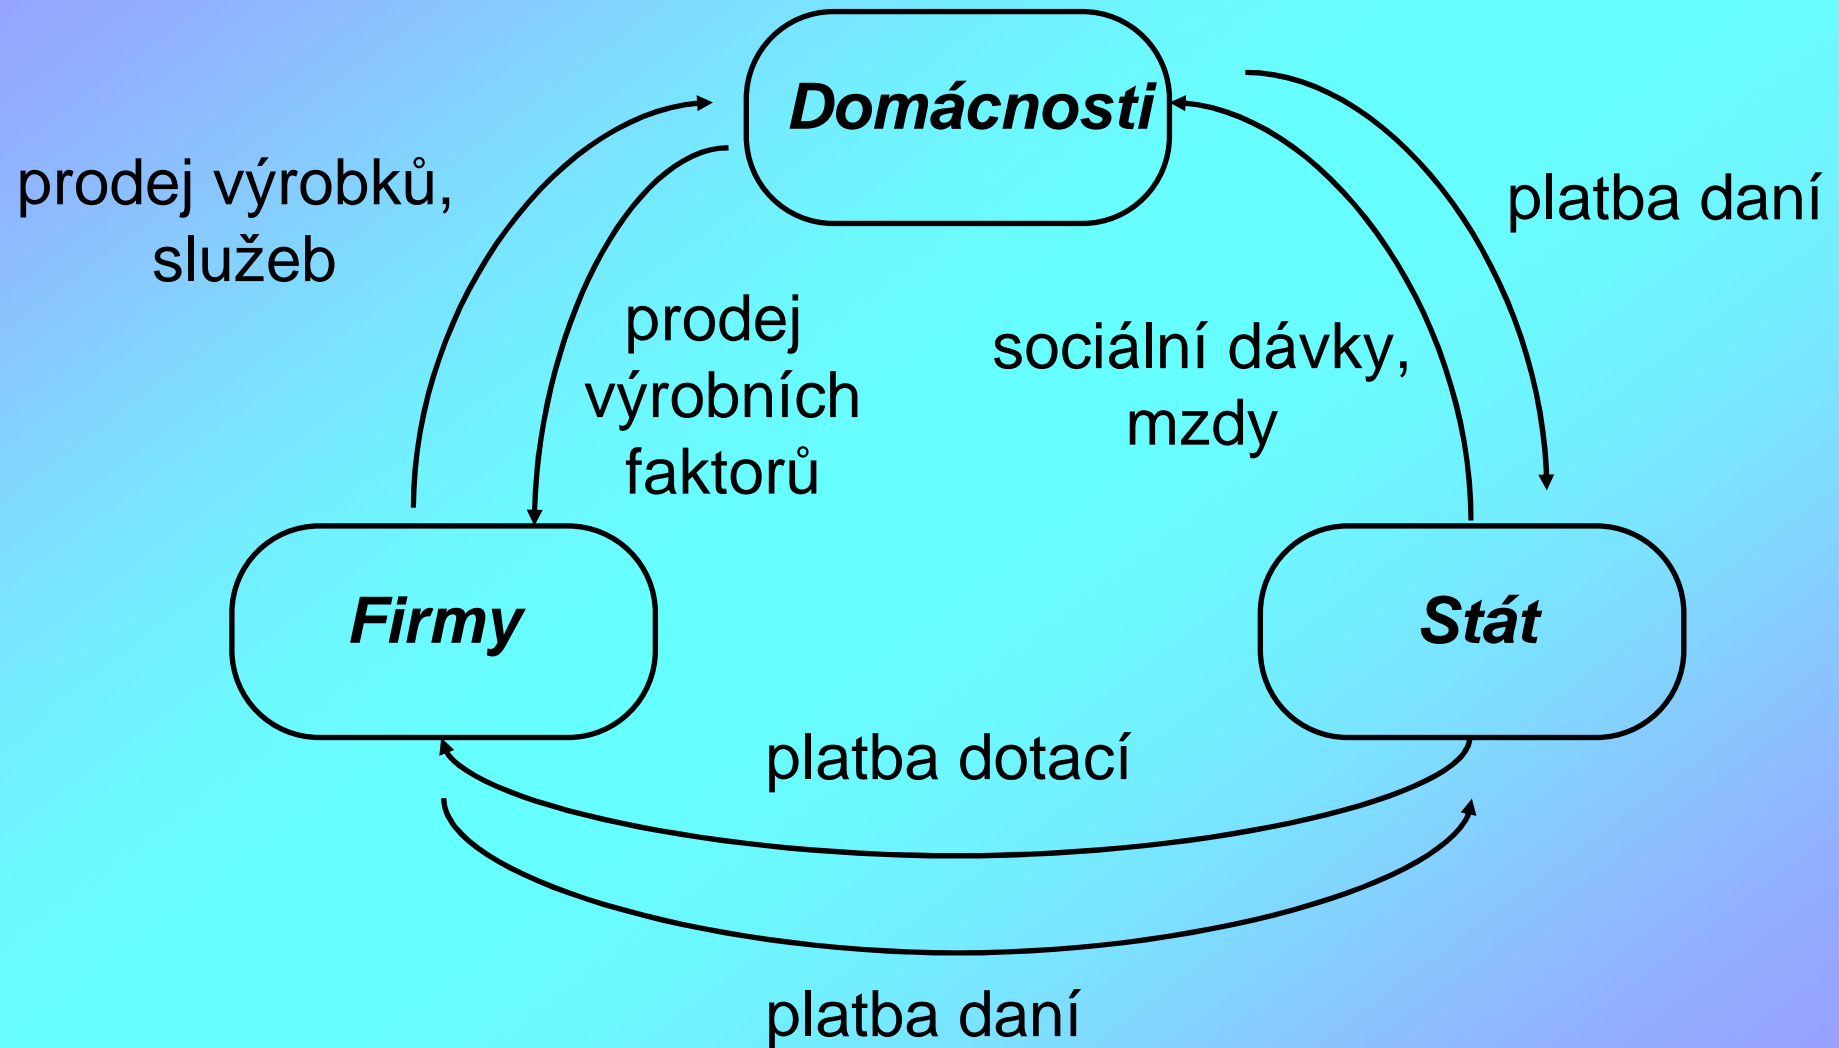 Domácnosti
prodej výrobků,
služeb
platba daní
prodej
výrobních
faktorů
sociální dávky,
mzdy
Firmy
Stát
platba dotací
platba daní